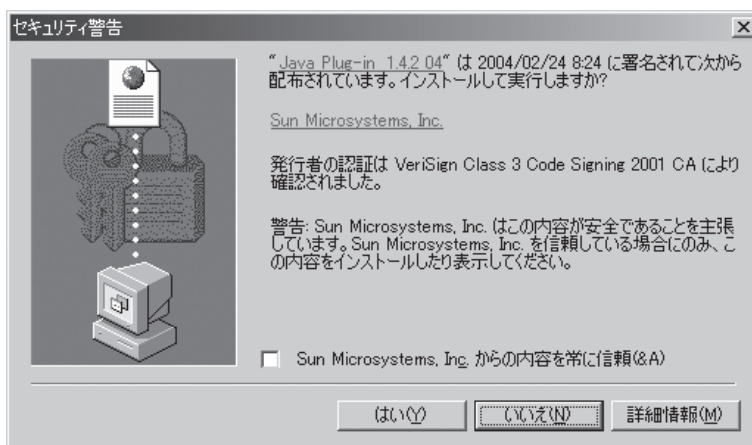 セキュリティ警告
"Java Plug-in 1.4.2_04" は 2004/02/24 8:24 に署名されて次から
配布されています。インストールして実行しますか?
Sun Microsystems, Inc.
発行者の認証は VeriSign Class 3 Code Signing 2001 CA により
確認されました。
警告: Sun Microsystems, Inc. はこの内容が安全であることを主張
しています。Sun Microsystems, Inc. を信頼している場合にのみ、こ
の内容をインストールしたり表示してください。
Sun Microsystems, Inc. からの内容を常に信頼(&A)
はい(Y)
いいえ(N)
詳細情報(M)